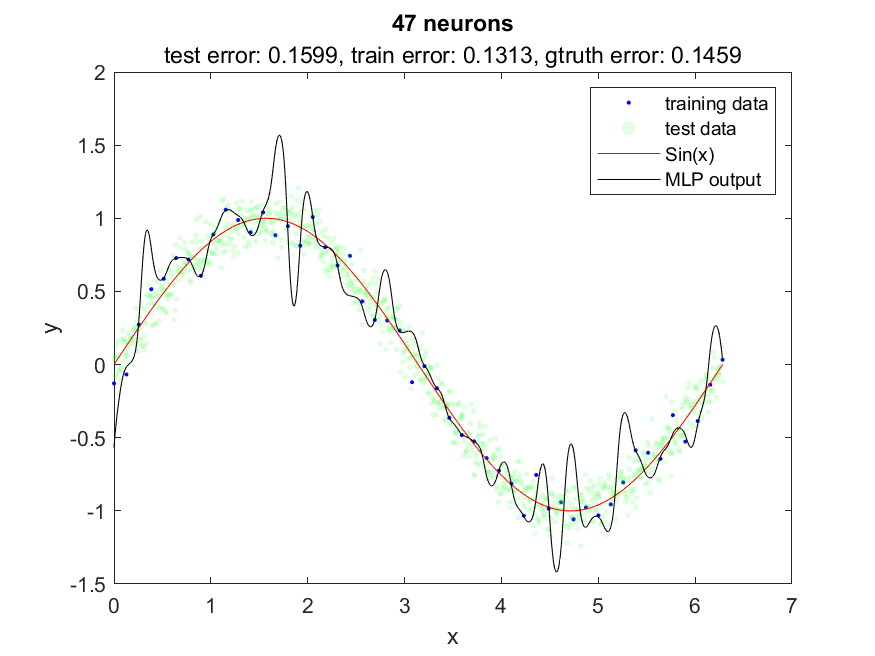 47 neurons
test error: 0.1599, train error: 0.1313, gtruth error: 0.1459
2
training data
test data
Sin(x)
MLP output
1.5
1
0.5
y
0
-0.5
-1
-1.5
0 1 2 3 4 5 6 7
x